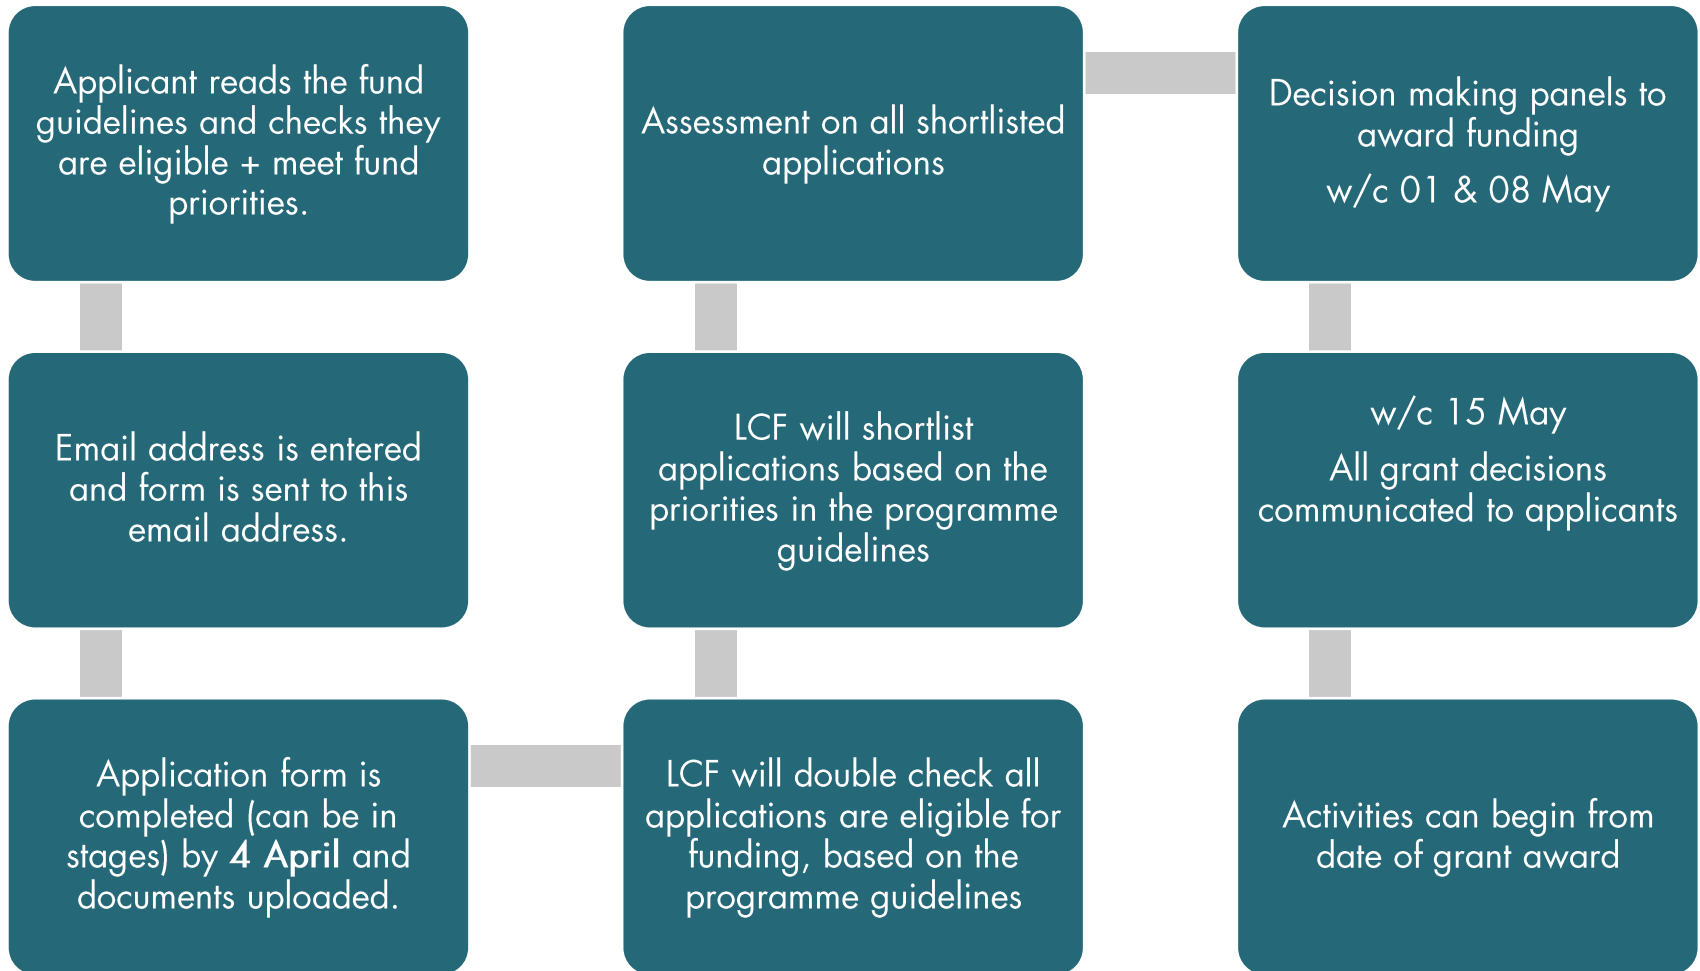 Applicant reads the fund
guidelines and checks they
are eligible + meet fund
priorities.
Email address is entered
and form is sent to this
email address.
Application form is
completed (can be in
stages) by 4 April and
documents uploaded.
LCF will double check all
applications are eligible for
funding, based on the
programme guidelines
LCF will shortlist
applications based on the
priorities in the programme
guidelines
Assessment on all shortlisted
applications
Decision making panels to
award funding
w/c 01 & 08 May
w/c 15 May
All grant decisions
communicated to applicants
Activities can begin from
date of grant award